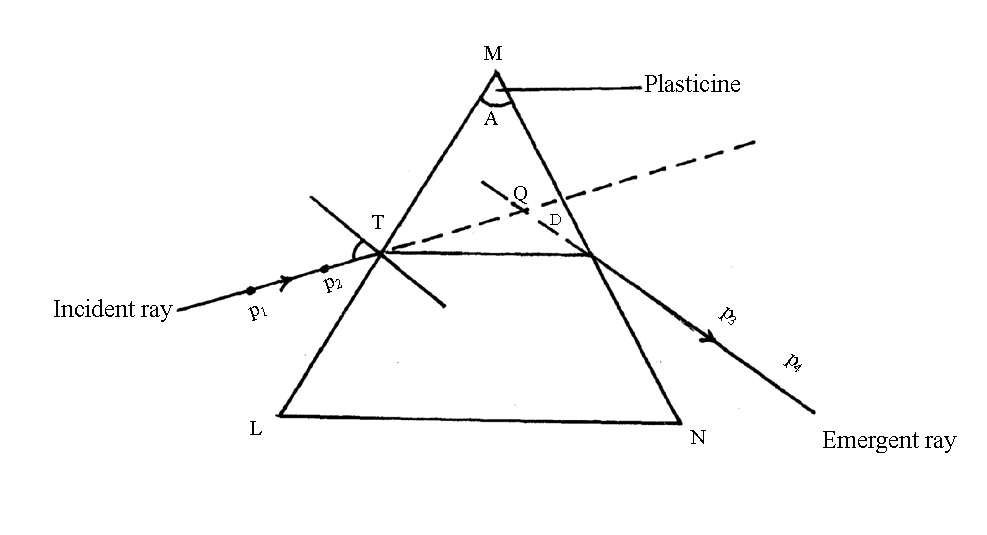 M
Plasticine
A
Q
T
D
Incident ray
p₁
p₂
p₃
p₄
L
N
Emergent ray